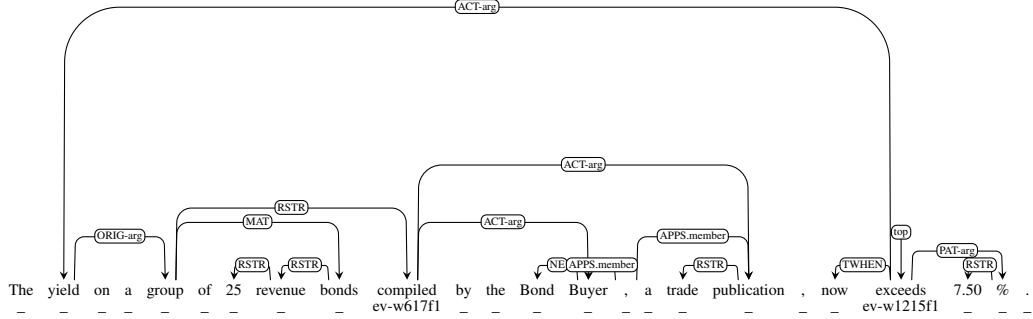 ACT-arg
ACT-arg
RSTR
MAT
ACT-arg
top
ORIG-arg
APPS.member
PAT-arg
RSTR
RSTR
NE
APPS.member
RSTR
TWHEN
RSTR
The yield on a group of 25 revenue bonds compiled by the Bond Buyer , a trade publication , now exceeds 7.50 % .
_ _ _ _ _ _ _ _ _ ev-w617f1 _ _ _ _ _ _ _ _ _ _ ev-w1215f1 _ _ _